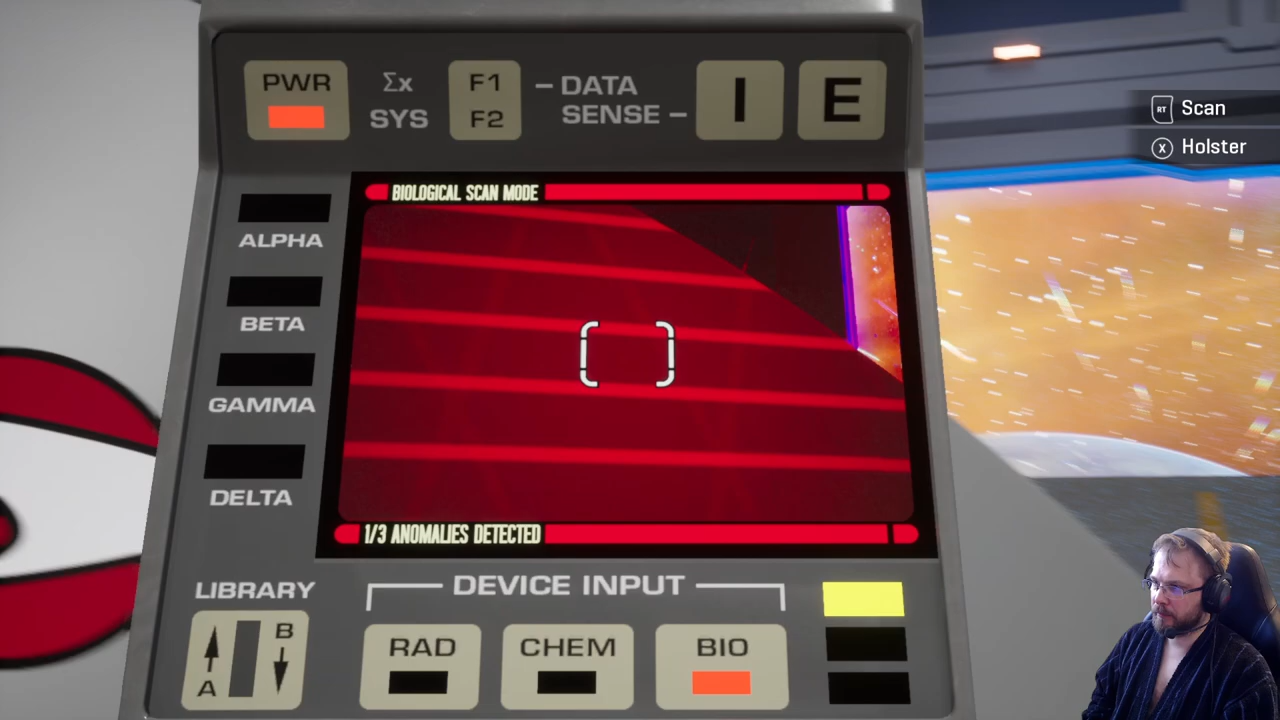 PWR
Σx
SYS
F1
F2
– DATA
SENSE –
I
E
RT Scan
X Holster
BIOLOGICAL SCAN MODE
ALPHA
BETA
GAMMA
DELTA
1/3 ANOMALIES DETECTED
LIBRARY
DEVICE INPUT
B
A
RAD
CHEM
BIO